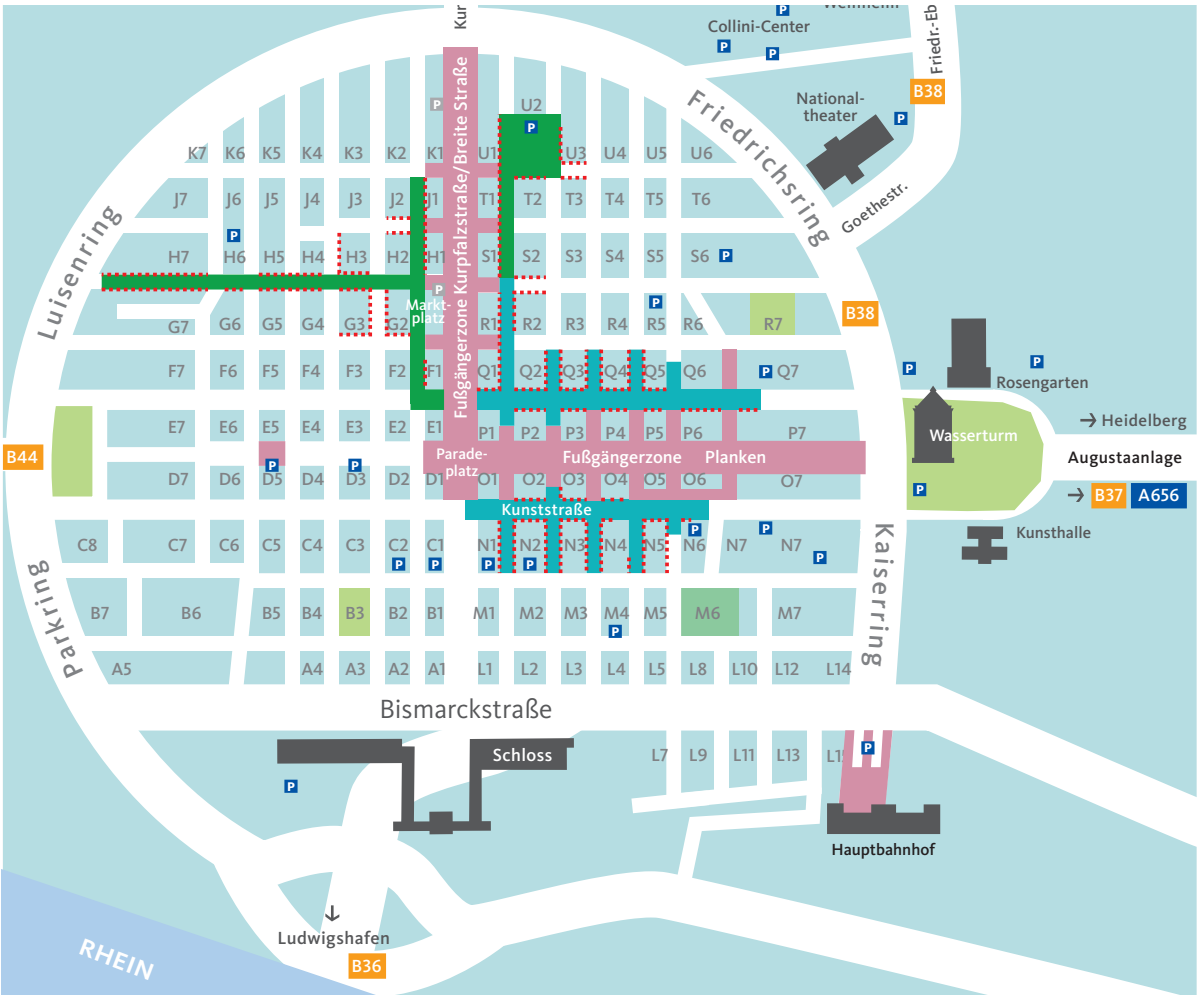 Kur
Weinheim
Collini-Center
P
P
P
Friedr.-Eb
B38
National-
theater
P
Friedrichsring
Goethestr.
Luisenring
Fußgängerzone Kurpfalzstraße/Breite Straße
P
U2
P
K7 K6 K5 K4 K3 K2 K1 U1 U3 U4 U5 U6
J7 J6 J5 J4 J3 J2 J1 T1 T2 T3 T4 T5 T6
P
H7 H6 H5 H4 H3 H2 H1 S1 S2 S3 S4 S5 S6 P
P
Markt-
platz
P
B38
G7 G6 G5 G4 G3 G2 R1 R2 R3 R4 R5 R6 R7
F7 F6 F5 F4 F3 F2 F1 Q1 Q2 Q3 Q4 Q5 Q6 P Q7
P
P
Rosengarten
E7 E6 E5 E4 E3 E2 E1 P1 P2 P3 P4 P5 P6 P7
Wasserturm
→ Heidelberg
B44
P
P
Parade-
platz
Fußgängerzone Planken
Augustaanlage
D7 D6 D5 D4 D3 D2 D1 O1 O2 O3 O4 O5 O6 O7
P
→ B37 A656
Kunststraße
P
P
Kunsthalle
C8 C7 C6 C5 C4 C3 C2 C1 N1 N2 N3 N4 N5 N6 N7 N7
P
P
P
P
P
Kaiserring
Parkring
B7 B6 B5 B4 B3 B2 B1 M1 M2 M3 M4 M5 M6 M7
P
A5 A4 A3 A2 A1 L1 L2 L3 L4 L5 L8 L10 L12 L14
Bismarckstraße
Schloss
L7 L9 L11 L13 L15
P
P
Hauptbahnhof
↓
Ludwigshafen
B36
RHEIN